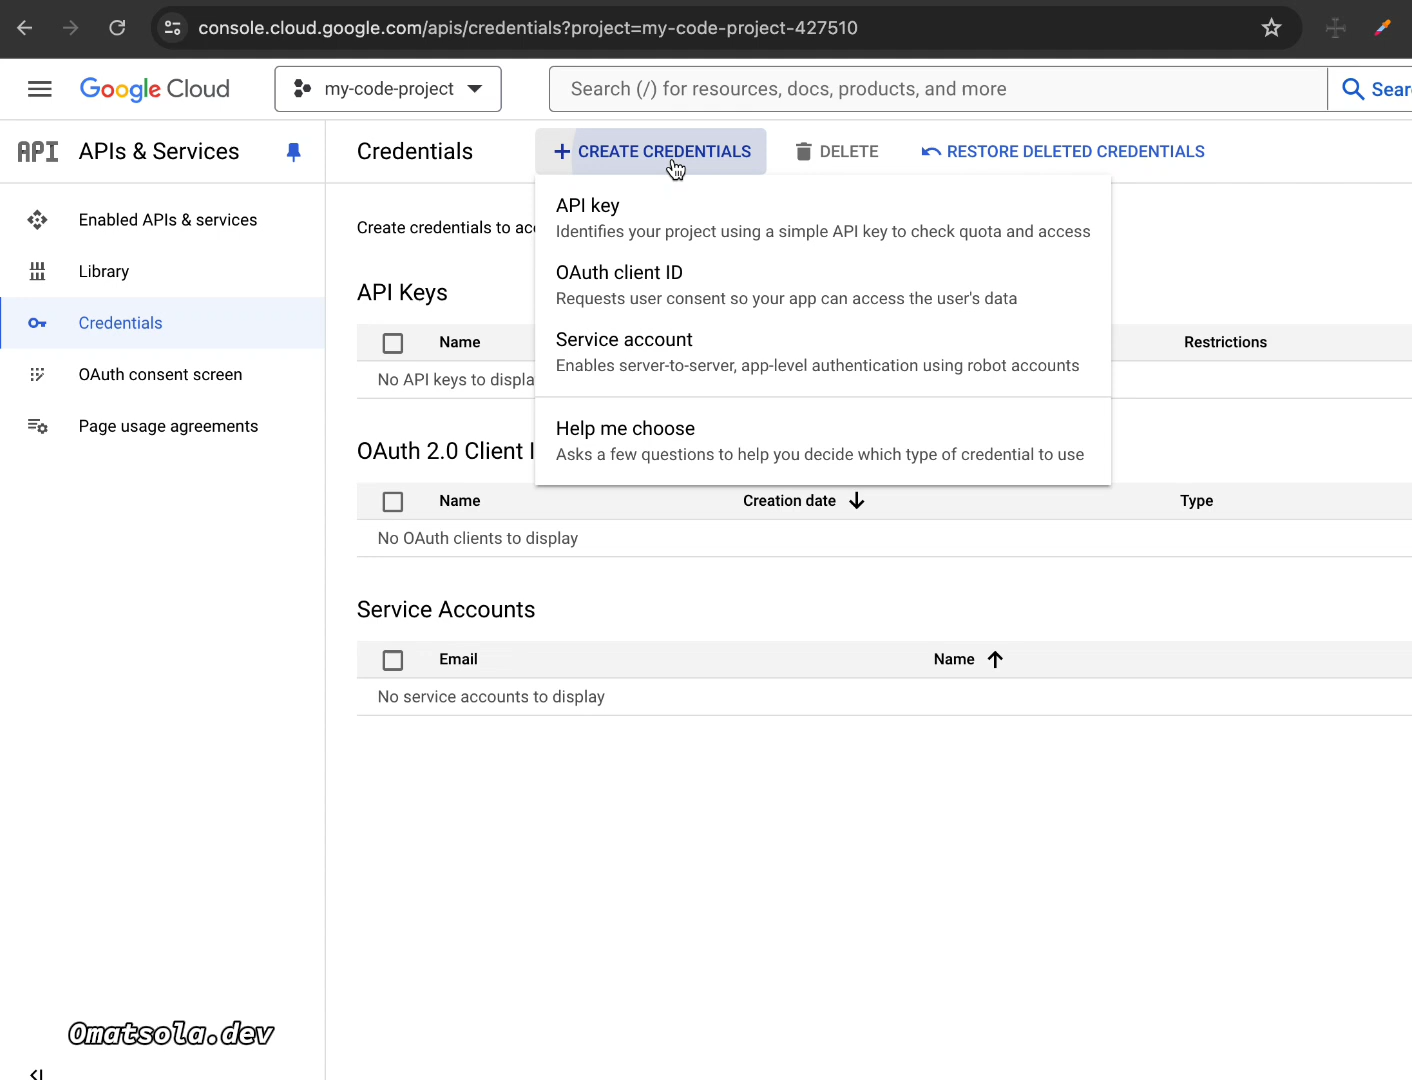 console.cloud.google.com/apis/credentials?project=my-code-project-427510
Google Cloud
my-code-project
Search (/) for resources, docs, products, and more
Sear
API APIs & Services
Credentials
+ CREATE CREDENTIALS
DELETE
RESTORE DELETED CREDENTIALS
Enabled APIs & services
Library
Credentials
OAuth consent screen
Page usage agreements
Create credentials to acc
API key
Identifies your project using a simple API key to check quota and access
OAuth client ID
Requests user consent so your app can access the user's data
Service account
Enables server-to-server, app-level authentication using robot accounts
Help me choose
Asks a few questions to help you decide which type of credential to use
API Keys
Name
Restrictions
No API keys to displa
OAuth 2.0 Client I
Name
Creation date
Type
No OAuth clients to display
Service Accounts
Email
Name
No service accounts to display
Omatsola.dev